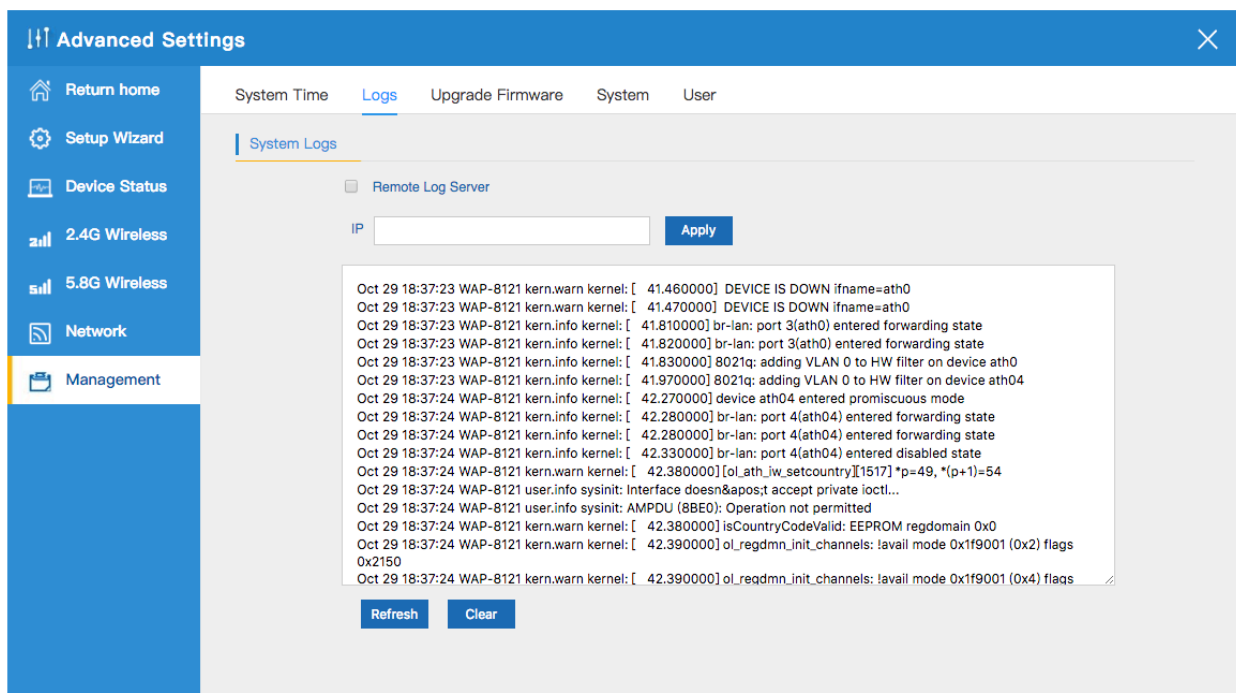 Advanced Settings
Return home
Setup Wizard
Device Status
2.4G Wireless
5.8G Wireless
Network
Management
System Time Logs Upgrade Firmware System User
System Logs
Remote Log Server
IP Apply
Oct 29 18:37:23 WAP-8121 kern.warn kernel: [ 41.460000] DEVICE IS DOWN ifname=ath0
Oct 29 18:37:23 WAP-8121 kern.warn kernel: [ 41.470000] DEVICE IS DOWN ifname=ath0
Oct 29 18:37:23 WAP-8121 kern.info kernel: [ 41.810000] br-lan: port 3(ath0) entered forwarding state
Oct 29 18:37:23 WAP-8121 kern.info kernel: [ 41.820000] br-lan: port 3(ath0) entered forwarding state
Oct 29 18:37:23 WAP-8121 kern.info kernel: [ 41.830000] 8021q: adding VLAN 0 to HW filter on device ath0
Oct 29 18:37:23 WAP-8121 kern.info kernel: [ 41.970000] 8021q: adding VLAN 0 to HW filter on device ath04
Oct 29 18:37:24 WAP-8121 kern.info kernel: [ 42.270000] device ath04 entered promiscuous mode
Oct 29 18:37:24 WAP-8121 kern.info kernel: [ 42.280000] br-lan: port 4(ath04) entered forwarding state
Oct 29 18:37:24 WAP-8121 kern.info kernel: [ 42.280000] br-lan: port 4(ath04) entered forwarding state
Oct 29 18:37:24 WAP-8121 kern.info kernel: [ 42.330000] br-lan: port 4(ath04) entered disabled state
Oct 29 18:37:24 WAP-8121 kern.warn kernel: [ 42.380000] [ol_ath_iw_setcountry][1517] *p=49, *(p+1)=54
Oct 29 18:37:24 WAP-8121 user.info sysinit: Interface doesn&apos;t accept private ioctl...
Oct 29 18:37:24 WAP-8121 user.info sysinit: AMPDU (8BE0): Operation not permitted
Oct 29 18:37:24 WAP-8121 kern.warn kernel: [ 42.380000] isCountryCodeValid: EEPROM regdomain 0x0
Oct 29 18:37:24 WAP-8121 kern.warn kernel: [ 42.390000] ol_regdmn_init_channels: !avail mode 0x1f9001 (0x2) flags
0x2150
Oct 29 18:37:24 WAP-8121 kern.warn kernel: [ 42.390000] ol_regdmn_init_channels: !avail mode 0x1f9001 (0x4) flags
Refresh Clear